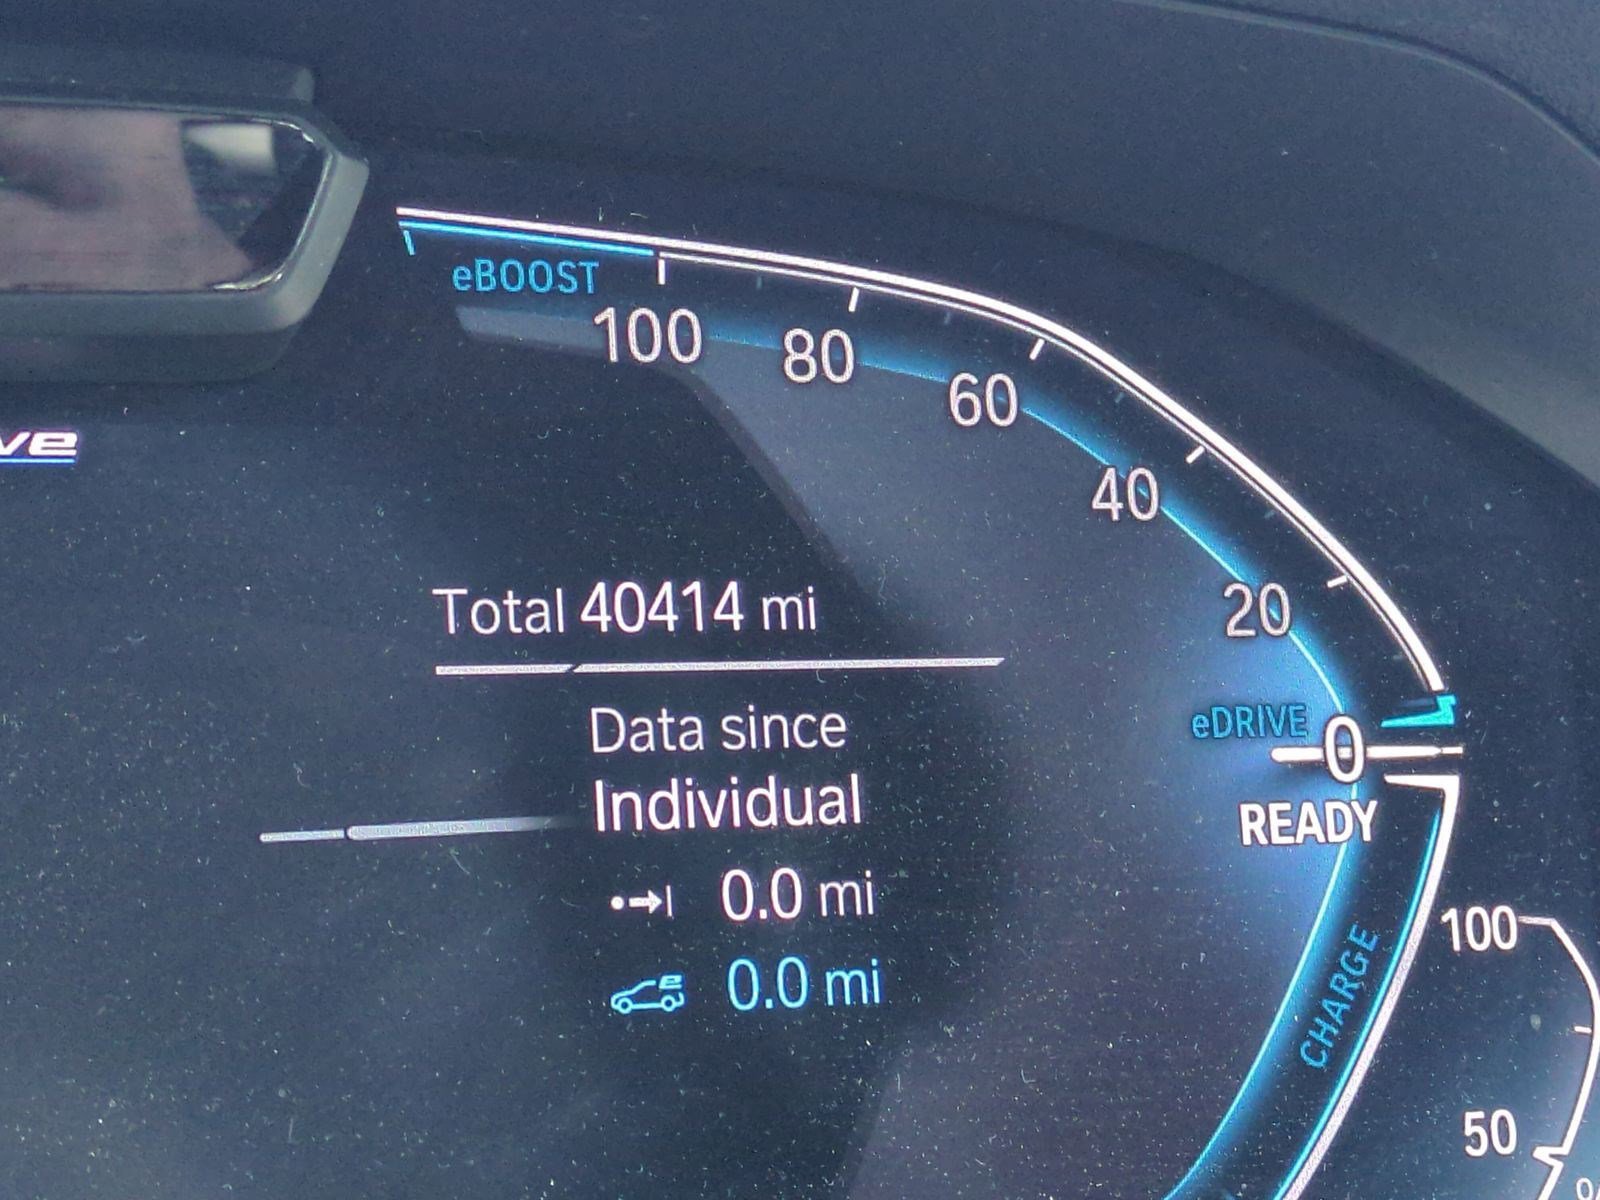 eBOOST
100
80
60
40
20
Total 40414 mi
eDRIVE
0
READY
Data since
Individual
0.0 mi
0.0 mi
CHARGE
100
50